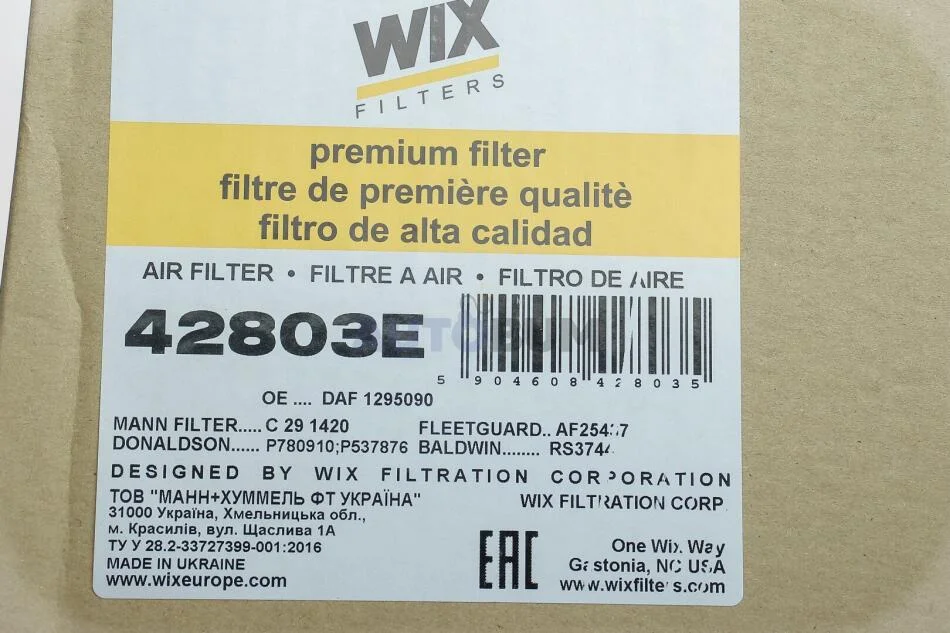 WIX
FILTERS
premium filter
filtre de première qualitè
filtro de alta calidad
AIR FILTER • FILTRE A AIR • FILTRO DE AIRE
42803E
5 904608 428035
OE .... DAF 1295090
MANN FILTER..... C 29 1420 FLEETGUARD..
DONALDSON...... P780910;P537876 BALDWIN........
DESIGNED BY WIX FILTRATION CORPORATION
ТОВ "МАНН+ХУММЕЛЬ ФТ УКРАЇНА" WIX FILTRATION CORP.
31000 Україна, Хмельницька обл.,
м. Красилів, вул. Щаслива 1А
ТУ У 28.2-33727399-001:2016
EAC
One Wix Way
MADE IN UKRAINE Gastonia, NC USA
www.wixeurope.com www.wixfilters.com